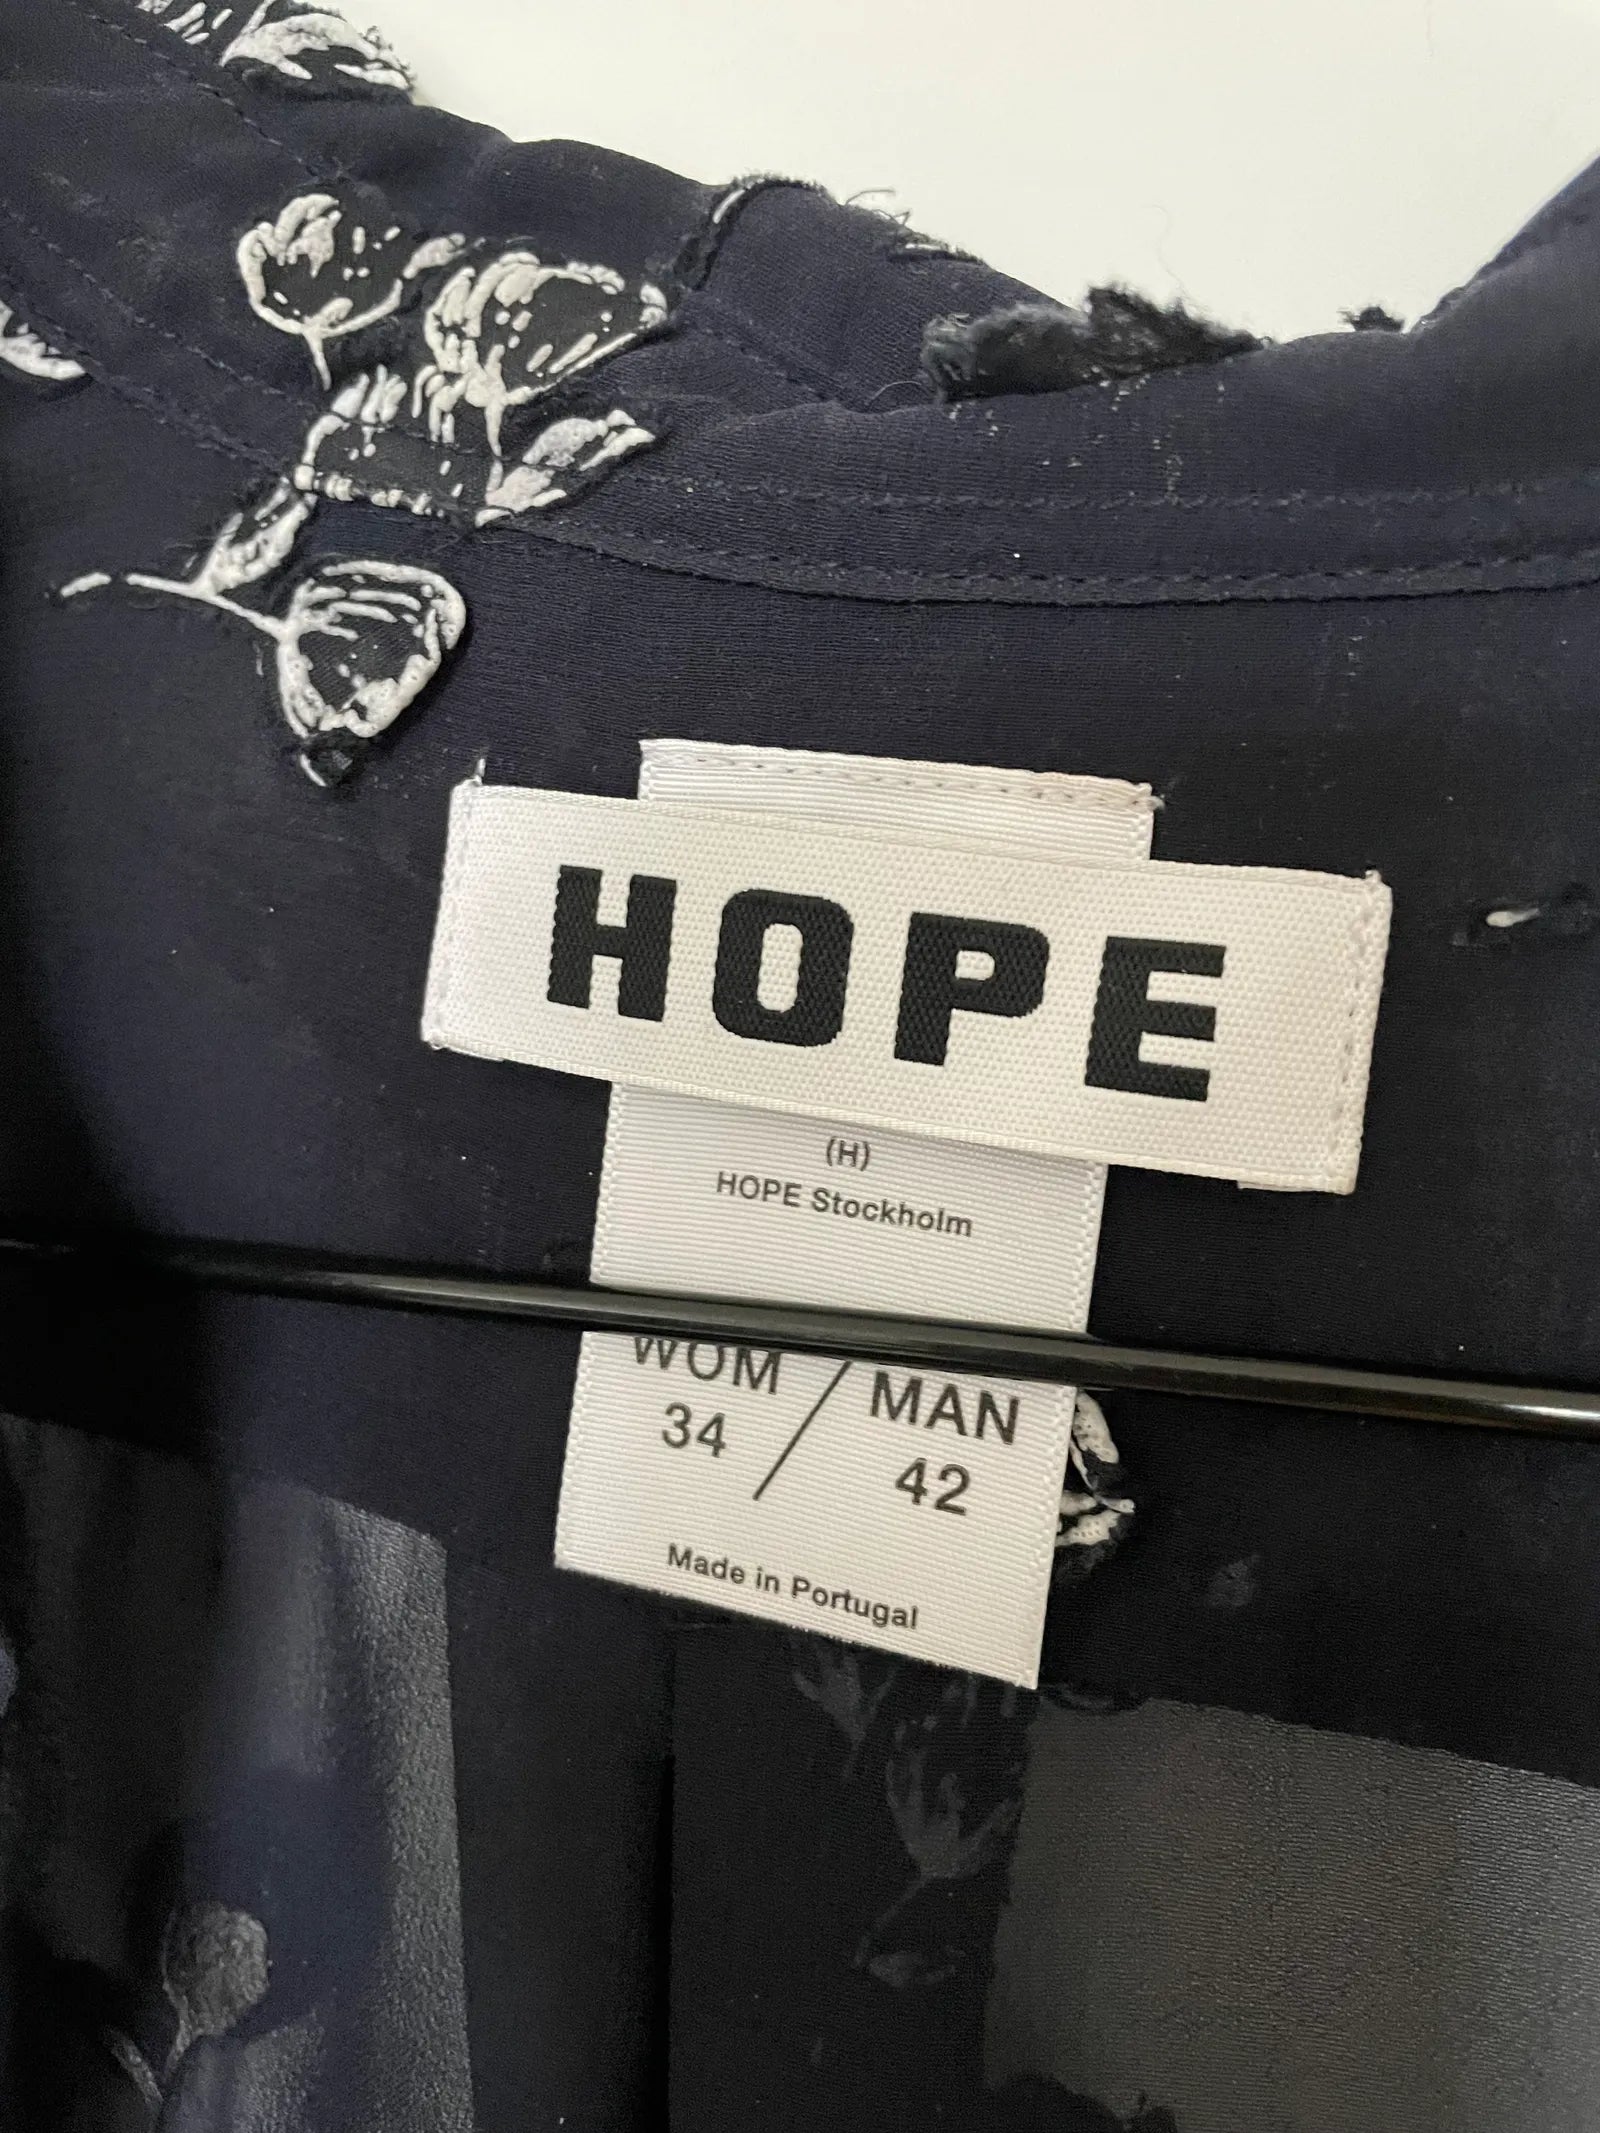 HOPE
(H)
HOPE Stockholm
WOM / MAN
34 / 42
Made in Portugal